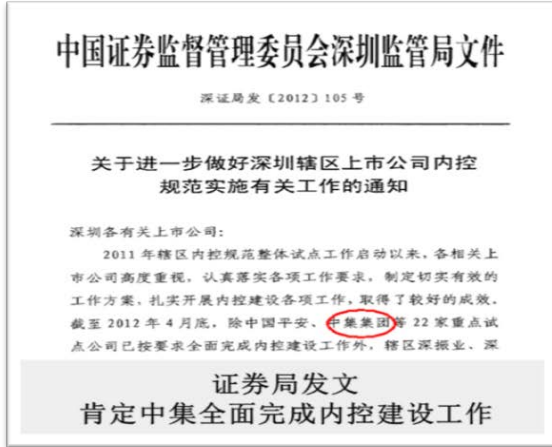 中国证券监督管理委员会深圳监管局文件
深证局发〔2012〕105号
关于进一步做好深圳辖区上市公司内控
规范实施有关工作的通知
深圳各有关上市公司:
2011年辖区内控规范整体试点工作启动以来,各相关上
市公司高度重视,认真落实各项工作要求,制定切实有效的
工作方案,扎实开展内控建设各项工作,取得了较好的成效。
截至2012年4月底,除中国平安、中集集团等22家重点试
点公司已按要求全面完成内控建设工作外,辖区深振业、深
证券局发文
肯定中集全面完成内控建设工作